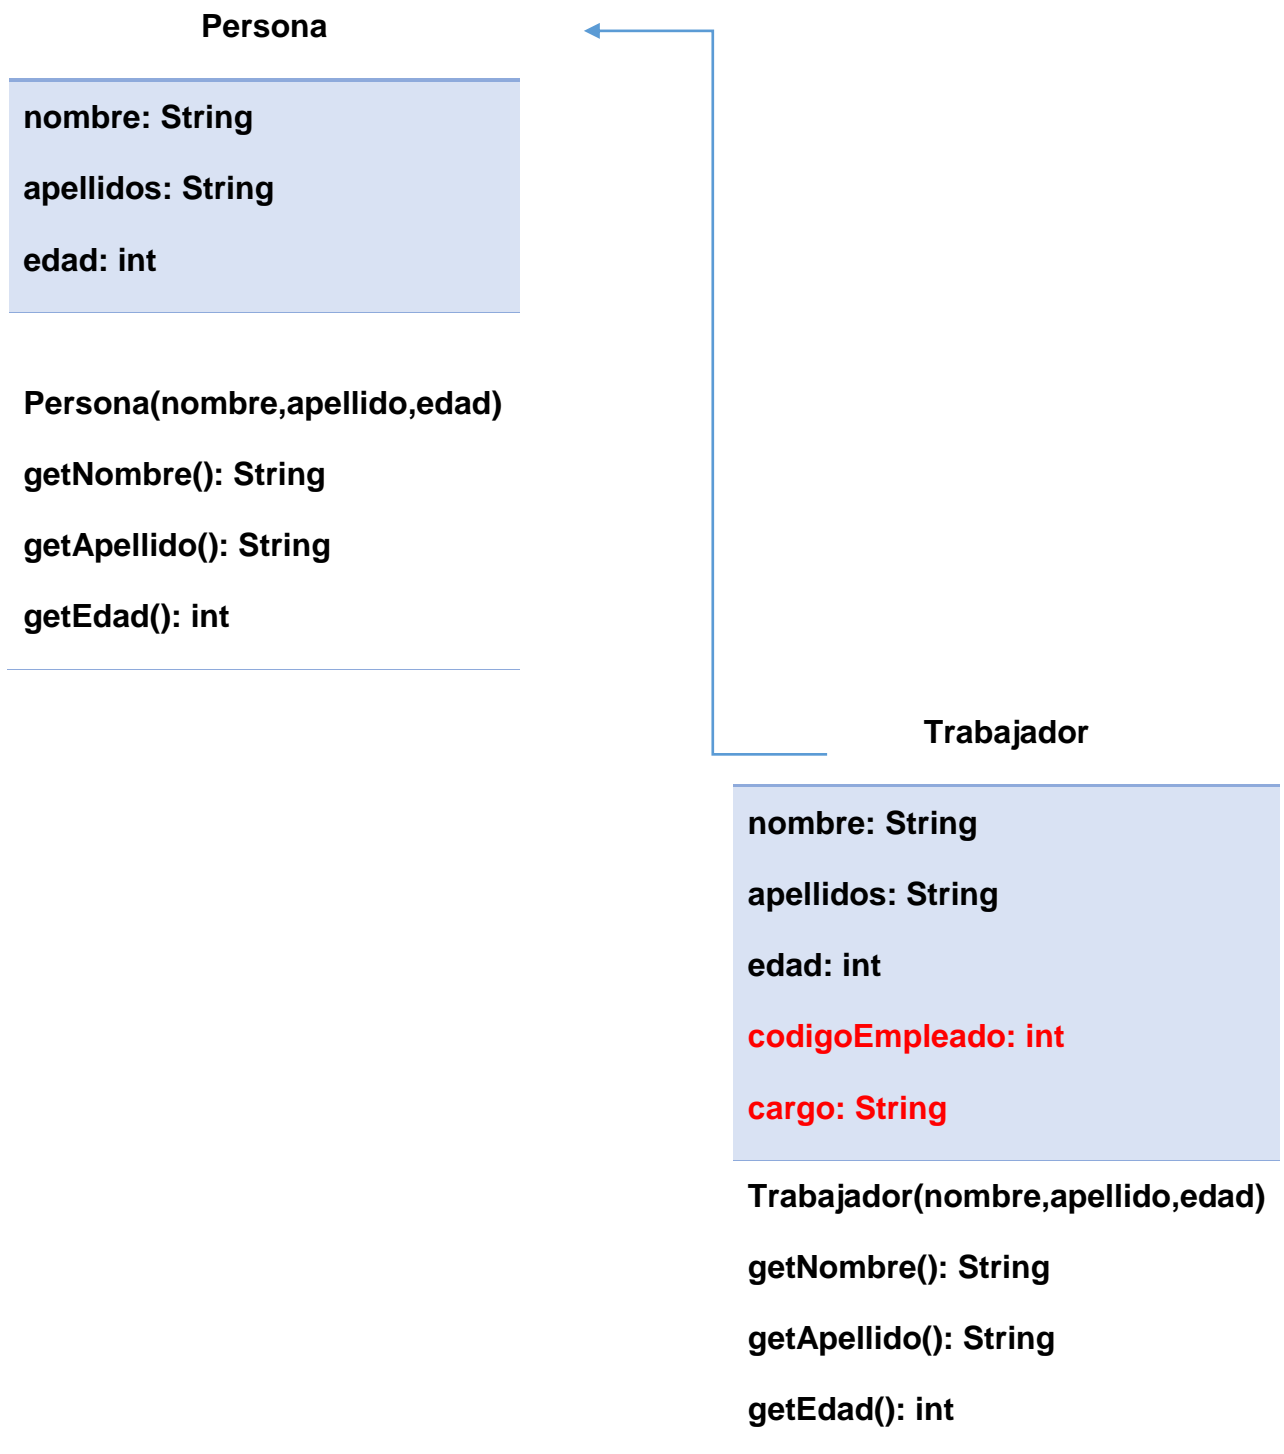 Persona
nombre: String
apellidos: String
edad: int
Persona(nombre,apellido,edad)
getNombre(): String
getApellido(): String
getEdad(): int
Trabajador
nombre: String
apellidos: String
edad: int
codigoEmpleado: int
cargo: String
Trabajador(nombre,apellido,edad)
getNombre(): String
getApellido(): String
getEdad(): int